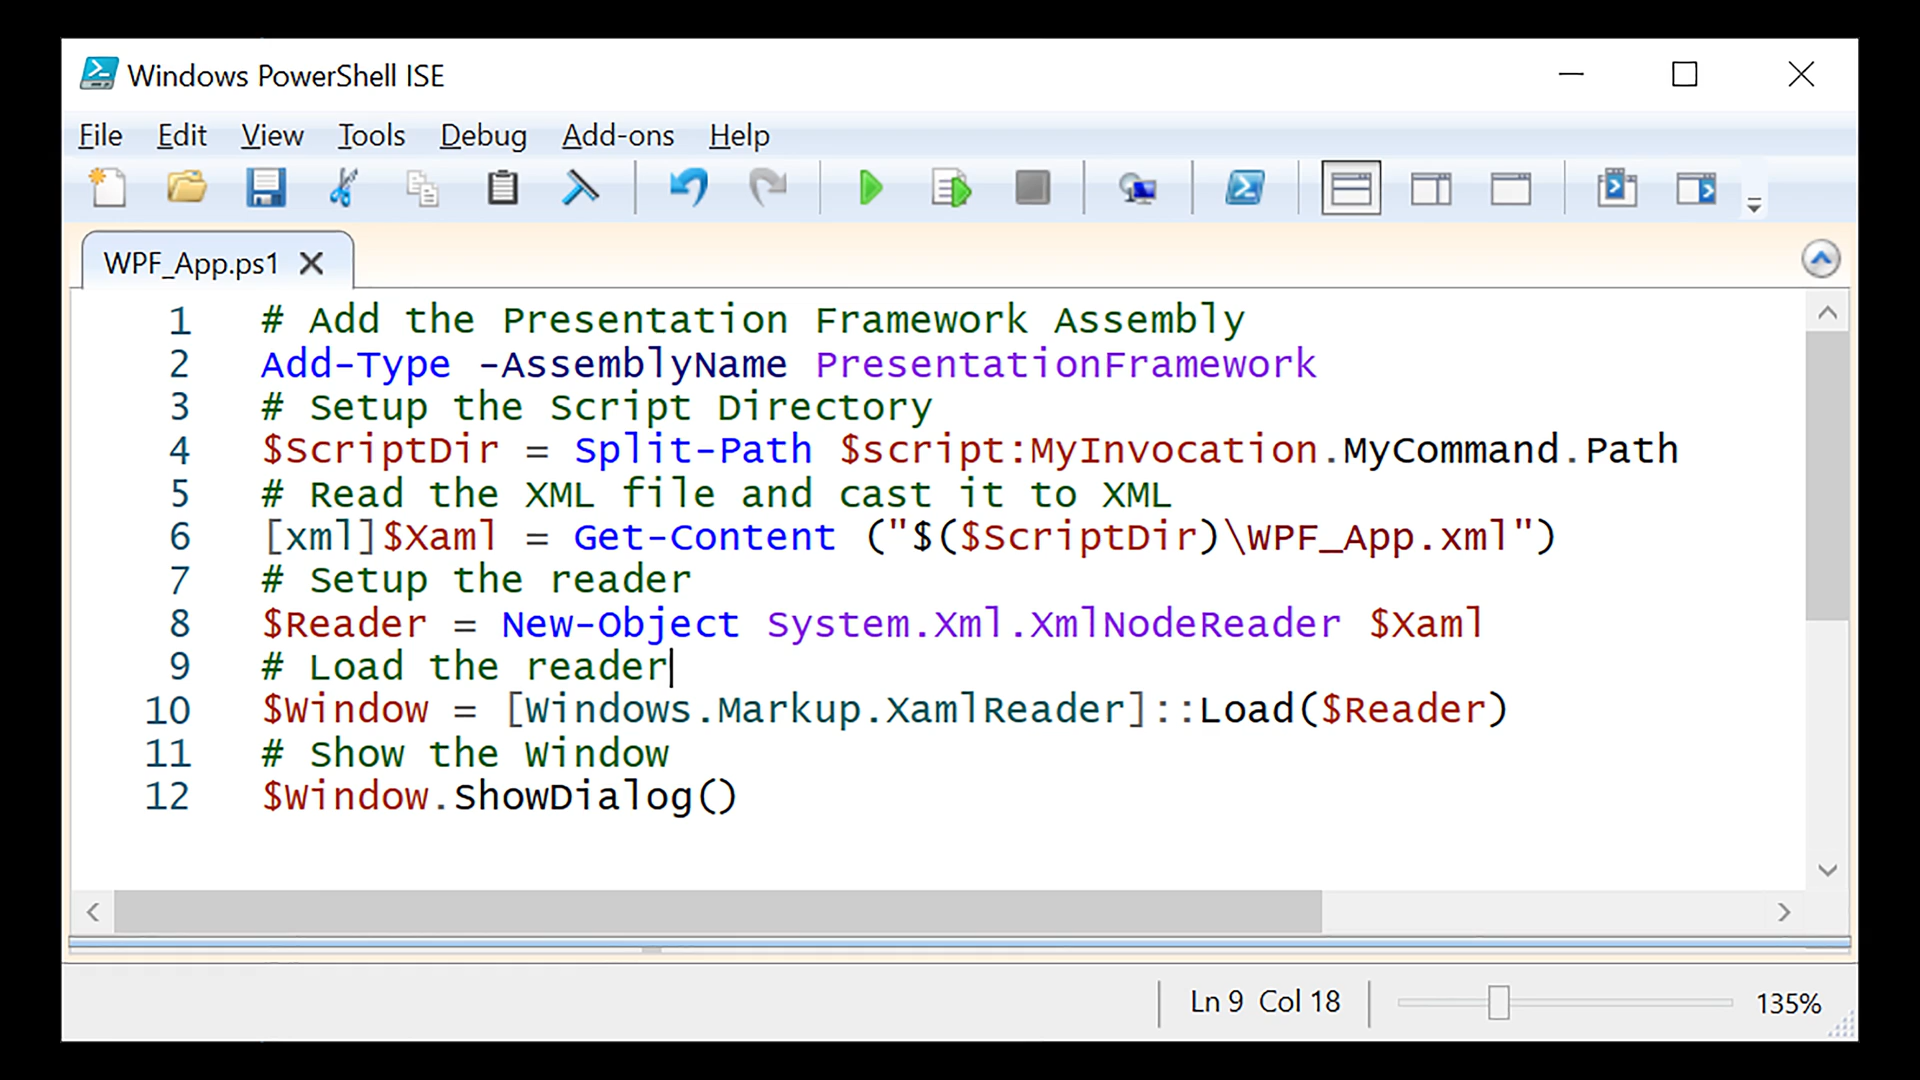 Windows PowerShell ISE
File Edit View Tools Debug Add-ons Help
WPF_App.ps1
1 # Add the Presentation Framework Assembly
2 Add-Type -AssemblyName PresentationFramework
3 # Setup the Script Directory
4 $ScriptDir = Split-Path $script:MyInvocation.MyCommand.Path
5 # Read the XML file and cast it to XML
6 [xml]$Xaml = Get-Content ("$($ScriptDir)\WPF_App.xml")
7 # Setup the reader
8 $Reader = New-Object System.Xml.XmlNodeReader $Xaml
9 # Load the reader
10 $Window = [Windows.Markup.XamlReader]::Load($Reader)
11 # Show the Window
12 $Window.ShowDialog()
Ln 9 Col 18 135%